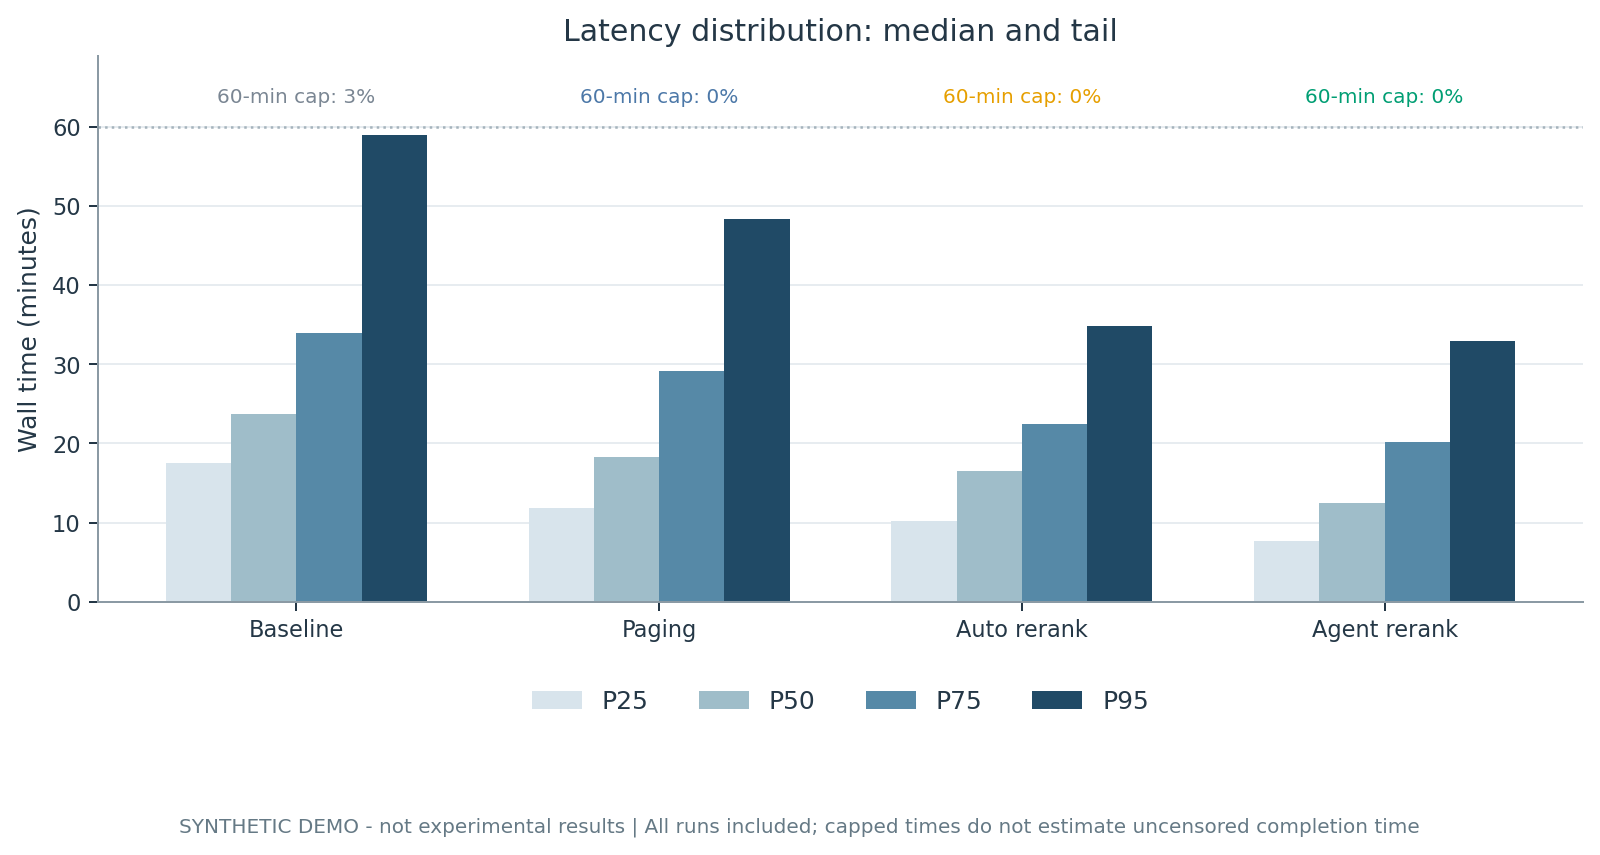 Latency distribution: median and tail
60-min cap: 3%
60-min cap: 0%
60-min cap: 0%
60-min cap: 0%
Wall time (minutes)
60
50
40
30
20
10
0
Baseline
Paging
Auto rerank
Agent rerank
P25
P50
P75
P95
SYNTHETIC DEMO - not experimental results | All runs included; capped times do not estimate uncensored completion time